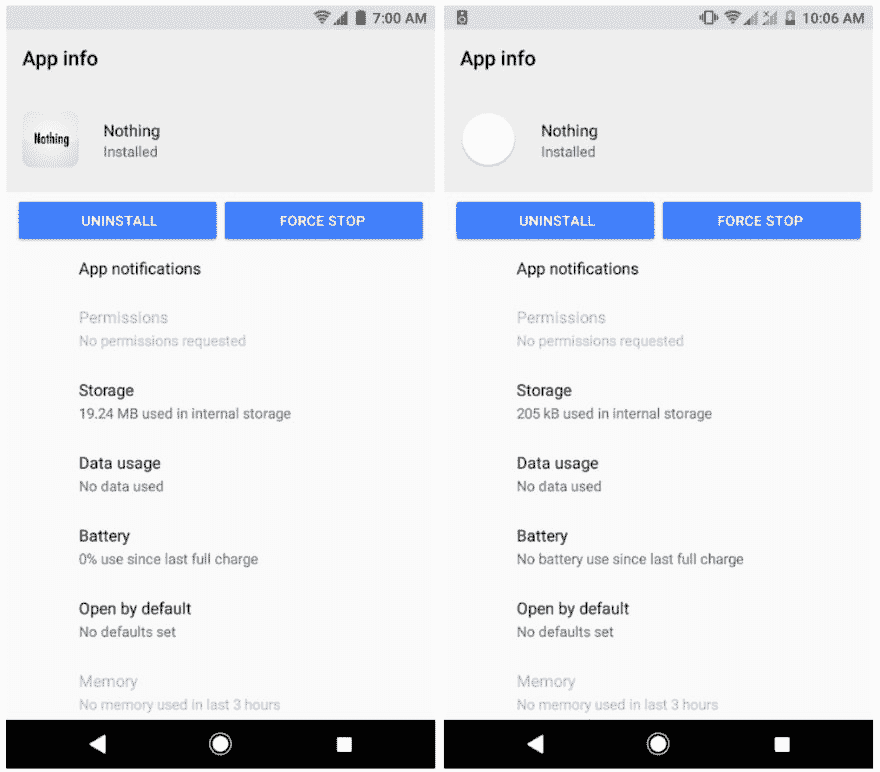 7:00 AM
App info
Nothing
Nothing
Installed
UNINSTALL
FORCE STOP
App notifications
Permissions
No permissions requested
Storage
19.24 MB used in internal storage
Data usage
No data used
Battery
0% use since last full charge
Open by default
No defaults set
Memory
No memory used in last 3 hours
10:06 AM
App info
Nothing
Installed
UNINSTALL
FORCE STOP
App notifications
Permissions
No permissions requested
Storage
205 kB used in internal storage
Data usage
No data used
Battery
No battery use since last full charge
Open by default
No defaults set
Memory
No memory used in last 3 hours